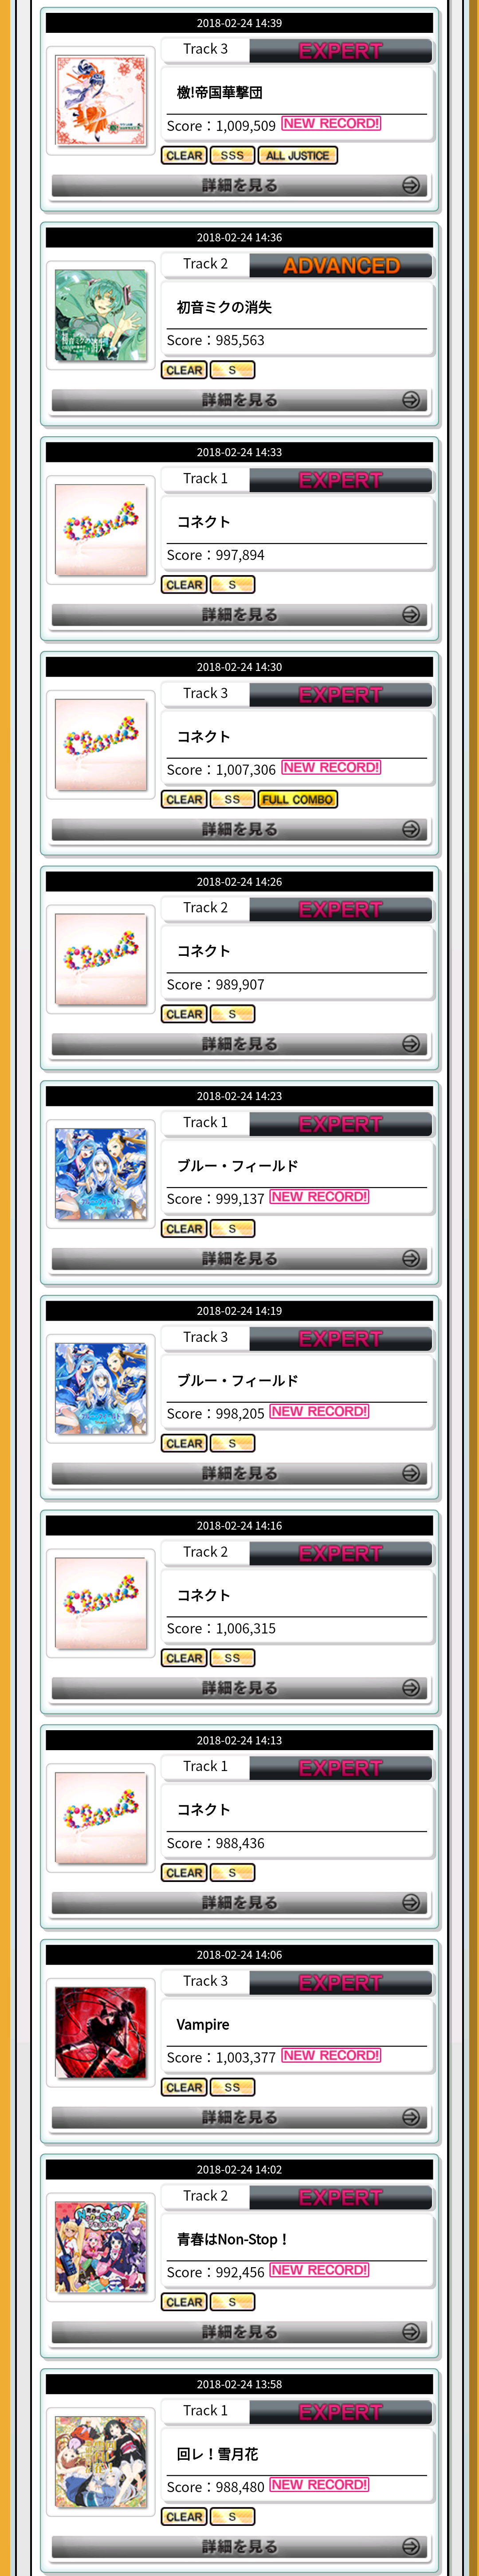 2018-02-24 14:39
Track 3 EXPERT
檄!帝国華撃団
Score：1,009,509 NEW RECORD!
CLEAR SSS ALL JUSTICE
詳細を見る
2018-02-24 14:36
Track 2 ADVANCED
初音ミクの消失
Score：985,563
CLEAR S
詳細を見る
2018-02-24 14:33
Track 1 EXPERT
コネクト
ClariS
Score：997,894
CLEAR S
詳細を見る
2018-02-24 14:30
Track 3 EXPERT
コネクト
ClariS
Score：1,007,306 NEW RECORD!
CLEAR SS FULL COMBO
詳細を見る
2018-02-24 14:26
Track 2 EXPERT
コネクト
ClariS
Score：989,907
CLEAR S
詳細を見る
2018-02-24 14:23
Track 1 EXPERT
ブルー・フィールド
Score：999,137 NEW RECORD!
CLEAR S
詳細を見る
2018-02-24 14:19
Track 3 EXPERT
ブルー・フィールド
Score：998,205 NEW RECORD!
CLEAR S
詳細を見る
2018-02-24 14:16
Track 2 EXPERT
コネクト
ClariS
Score：1,006,315
CLEAR SS
詳細を見る
2018-02-24 14:13
Track 1 EXPERT
コネクト
ClariS
Score：988,436
CLEAR S
詳細を見る
2018-02-24 14:06
Track 3 EXPERT
Vampire
Score：1,003,377 NEW RECORD!
CLEAR SS
詳細を見る
2018-02-24 14:02
Track 2 EXPERT
青春はNon-Stop！
Score：992,456 NEW RECORD!
CLEAR S
詳細を見る
2018-02-24 13:58
Track 1 EXPERT
回レ！雪月花
Score：988,480 NEW RECORD!
CLEAR S
詳細を見る